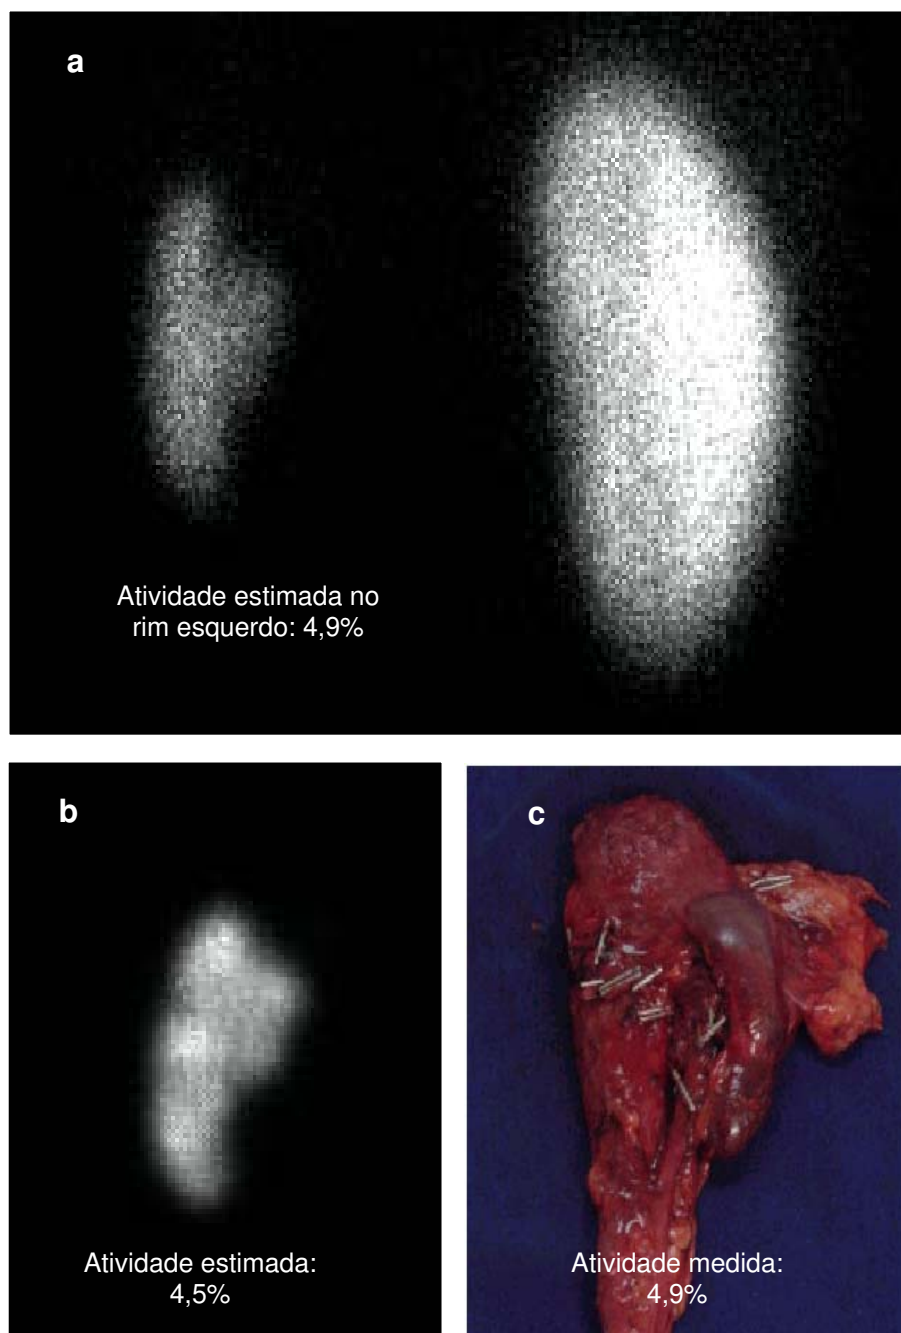 a
Atividade estimada no
rim esquerdo: 4,9%
b
Atividade estimada:
4,5%
c
Atividade medida:
4,9%